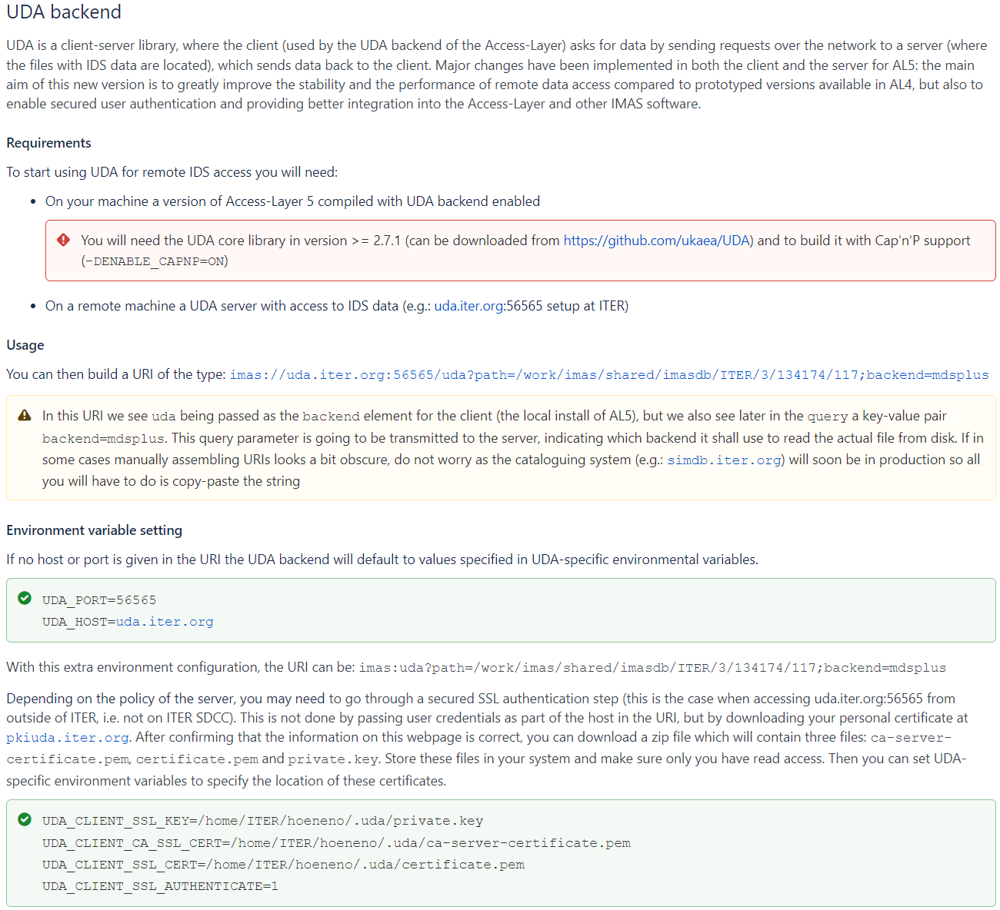 UDA backend
UDA is a client-server library, where the client (used by the UDA backend of the Access-Layer) asks for data by sending requests over the network to a server (where
the files with IDS data are located), which sends data back to the client. Major changes have been implemented in both the client and the server for AL5: the main
aim of this new version is to greatly improve the stability and the performance of remote data access compared to prototyped versions available in AL4, but also to
enable secured user authentication and providing better integration into the Access-Layer and other IMAS software.
Requirements
To start using UDA for remote IDS access you will need:
• On your machine a version of Access-Layer 5 compiled with UDA backend enabled
You will need the UDA core library in version >= 2.7.1 (can be downloaded from https://github.com/ukaea/UDA) and to build it with Cap'n'P support
(-DENABLE_CAPNP=ON)
• On a remote machine a UDA server with access to IDS data (e.g.: uda.iter.org:56565 setup at ITER)
Usage
You can then build a URI of the type: imas://uda.iter.org:56565/uda?path=/work/imas/shared/imasdb/ITER/3/134174/117;backend=mdsplus
In this URI we see uda being passed as the backend element for the client (the local install of AL5), but we also see later in the query a key-value pair
backend=mdsplus. This query parameter is going to be transmitted to the server, indicating which backend it shall use to read the actual file from disk. If in
some cases manually assembling URIs looks a bit obscure, do not worry as the cataloguing system (e.g.: simdb.iter.org) will soon be in production so all
you will have to do is copy-paste the string
Environment variable setting
If no host or port is given in the URI the UDA backend will default to values specified in UDA-specific environmental variables.
UDA_PORT=56565
UDA_HOST=uda.iter.org
With this extra environment configuration, the URI can be: imas:uda?path=/work/imas/shared/imasdb/ITER/3/134174/117;backend=mdsplus
Depending on the policy of the server, you may need to go through a secured SSL authentication step (this is the case when accessing uda.iter.org:56565 from
outside of ITER, i.e. not on ITER SDCC). This is not done by passing user credentials as part of the host in the URI, but by downloading your personal certificate at
pkiuda.iter.org. After confirming that the information on this webpage is correct, you can download a zip file which will contain three files: ca-server-
certificate.pem, certificate.pem and private.key. Store these files in your system and make sure only you have read access. Then you can set UDA-
specific environment variables to specify the location of these certificates.
UDA_CLIENT_SSL_KEY=/home/ITER/hoeneno/.uda/private.key
UDA_CLIENT_CA_SSL_CERT=/home/ITER/hoeneno/.uda/ca-server-certificate.pem
UDA_CLIENT_SSL_CERT=/home/ITER/hoeneno/.uda/certificate.pem
UDA_CLIENT_SSL_AUTHENTICATE=1